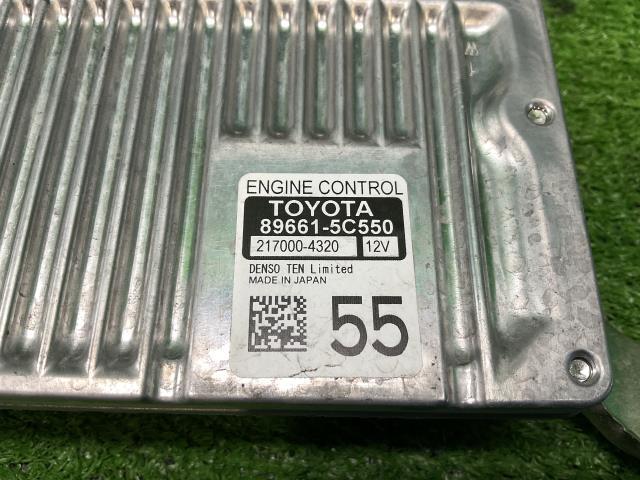 ENGINE CONTROL
TOYOTA
89661-5C550
217000-4320 12V
DENSO TEN Limited
MADE IN JAPAN
55